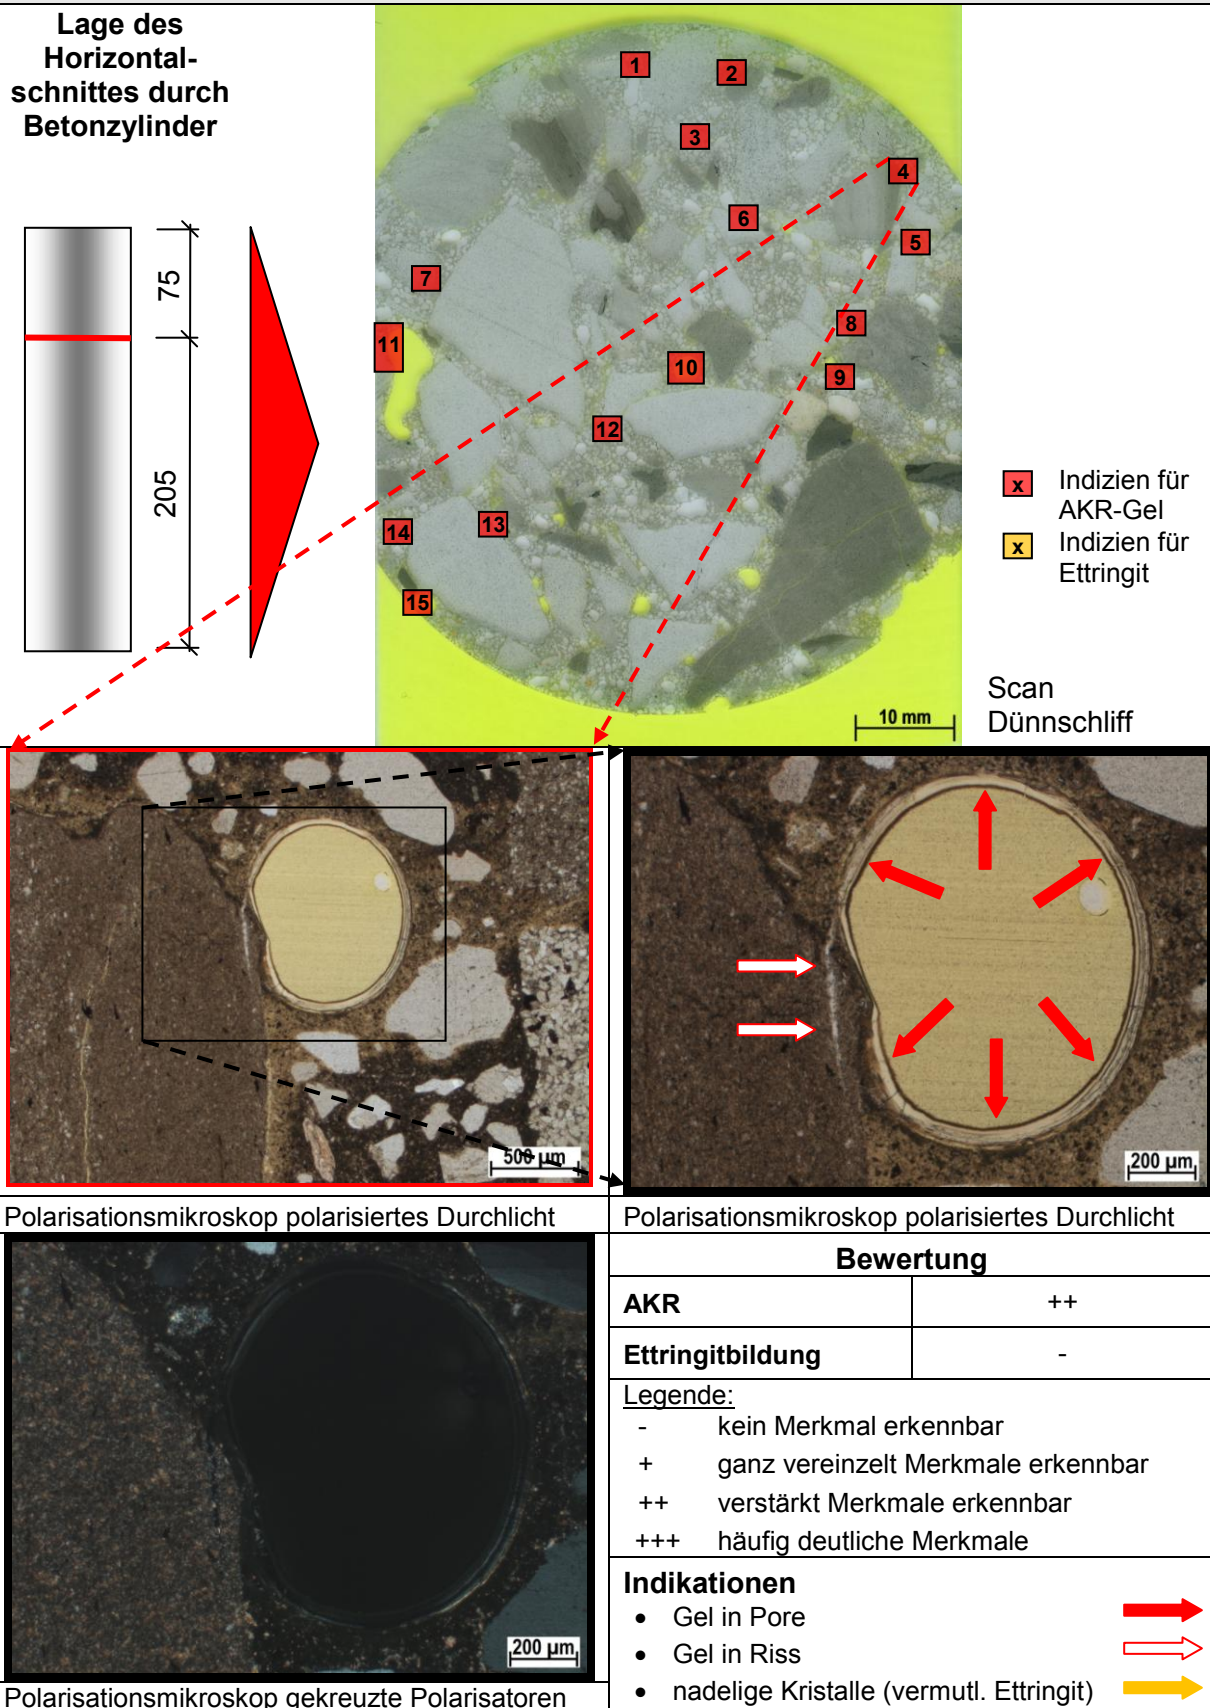 Lage des
Horizontal-
schnittes durch
Betonzylinder
75
205
1
2
3
4
5
6
7
8
9
10
11
12
13
14
15
10 mm
x Indizien für
AKR-Gel
x Indizien für
Ettringit
Scan
Dünnschliff
500 µm
200 µm
Polarisationsmikroskop polarisiertes Durchlicht
Polarisationsmikroskop polarisiertes Durchlicht
200 µm
Polarisationsmikroskop gekreuzte Polarisatoren
Bewertung
AKR ++
Ettringitbildung -
Legende:
- kein Merkmal erkennbar
+ ganz vereinzelt Merkmale erkennbar
++ verstärkt Merkmale erkennbar
+++ häufig deutliche Merkmale
Indikationen
• Gel in Pore
• Gel in Riss
• nadelige Kristalle (vermutl. Ettringit)